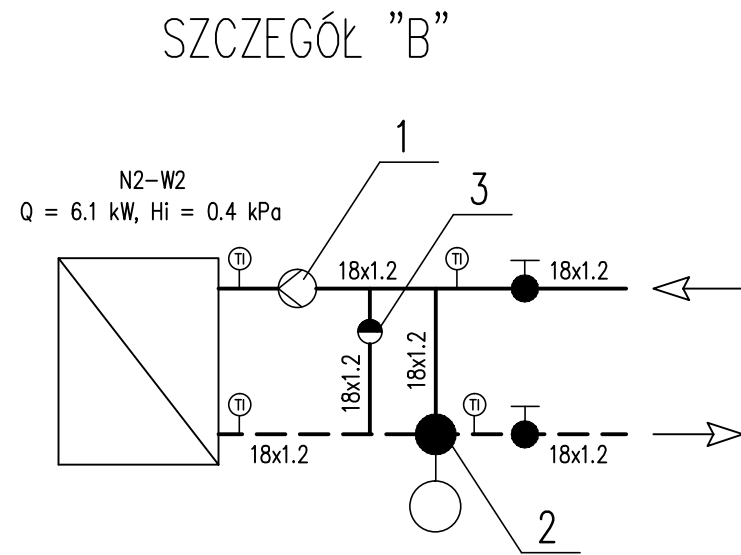 SZCZEGÓŁ "B"
1
N2-W2
Q = 6.1 kW, Hi = 0.4 kPa
3
TI
18x1.2
TI
18x1.2
18x1.2
18x1.2
TI
TI
18x1.2
18x1.2
2